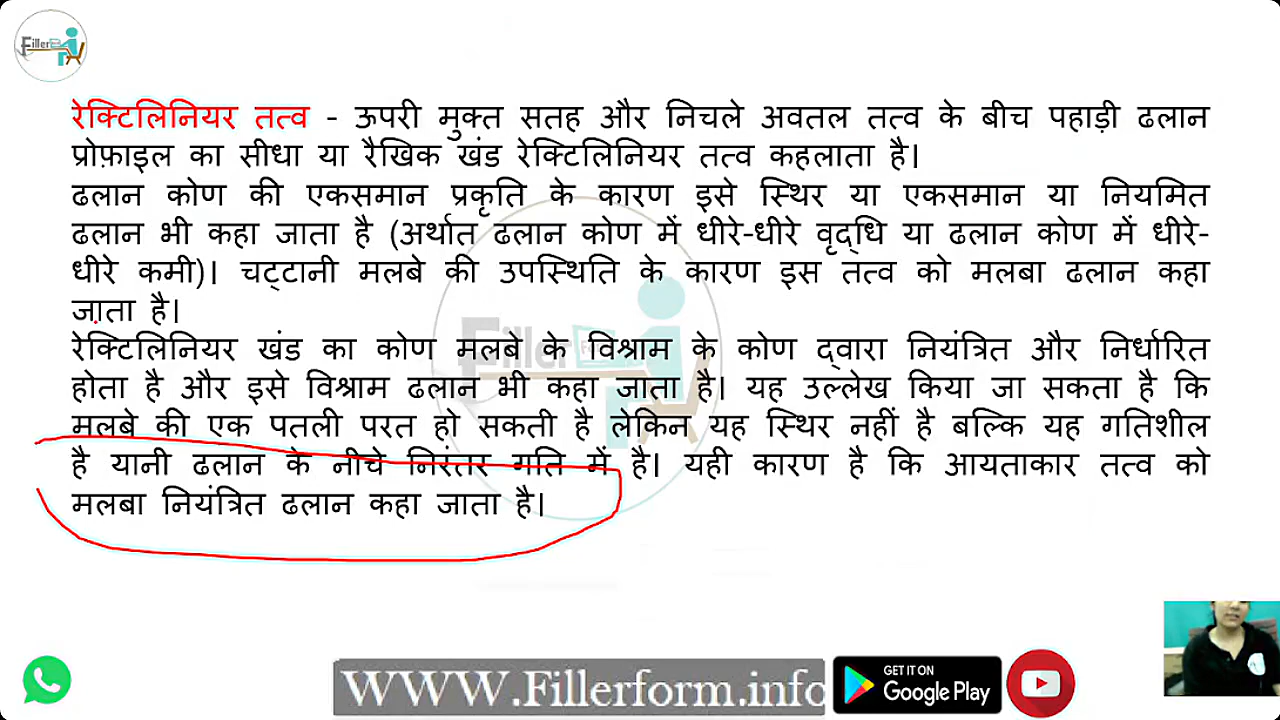 Filler
रेक्टिलिनियर तत्व - ऊपरी मुक्त सतह और निचले अवतल तत्व के बीच पहाड़ी ढलान
प्रोफ़ाइल का सीधा या रैखिक खंड रेक्टिलिनियर तत्व कहलाता है।
ढलान कोण की एकसमान प्रकृति के कारण इसे स्थिर या एकसमान या नियमित
ढलान भी कहा जाता है (अर्थात ढलान कोण में धीरे-धीरे वृद्धि या ढलान कोण में धीरे-
धीरे कमी)। चट्टानी मलबे की उपस्थिति के कारण इस तत्व को मलबा ढलान कहा
जाता है।
रेक्टिलिनियर खंड का कोण मलबे के विश्राम के कोण द्वारा नियंत्रित और निर्धारित
होता है और इसे विश्राम ढलान भी कहा जाता है। यह उल्लेख किया जा सकता है कि
मलबे की एक पतली परत हो सकती है लेकिन यह स्थिर नहीं है बल्कि यह गतिशील
है यानी ढलान के नीचे निरंतर गति में है। यही कारण है कि आयताकार तत्व को
मलबा नियंत्रित ढलान कहा जाता है।
Filler
WWW.Fillerform.info
GET IT ON
Google Play